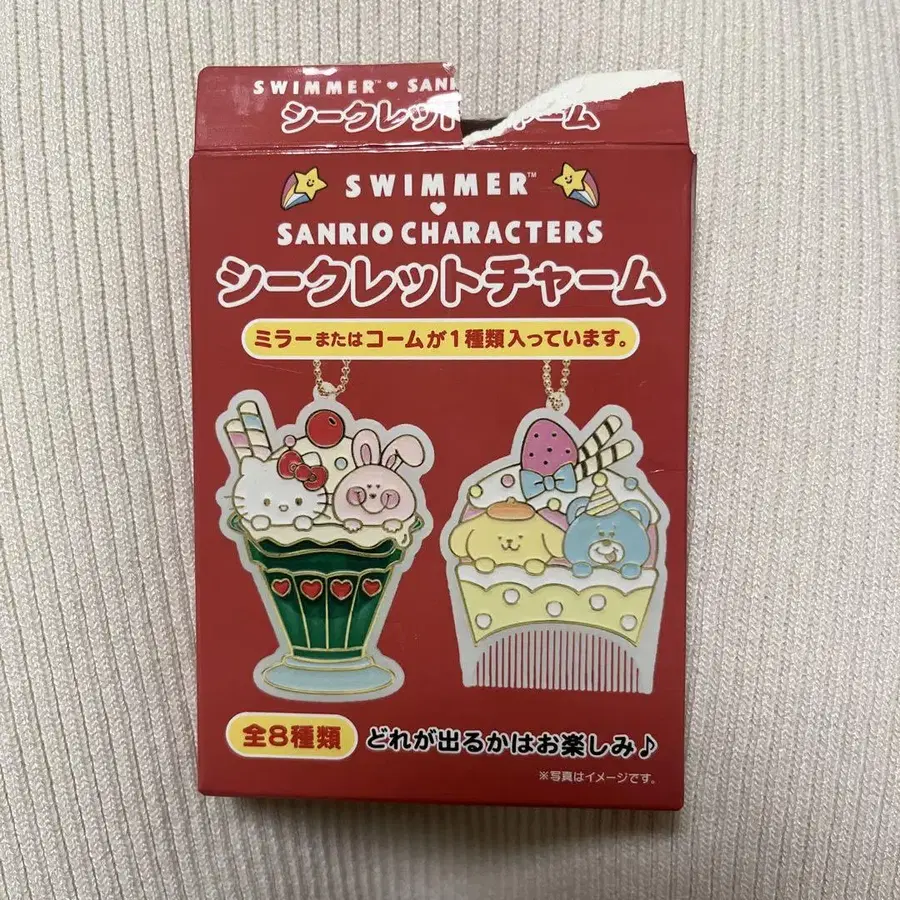 SWIMMER™ ♥ SANR
シークレットチャーム
SWIMMER™
♥
SANRIO CHARACTERS
シークレットチャーム
ミラーまたはコームが1種類入っています。
全8種類
どれが出るかはお楽しみ♪
※写真はイメージです。